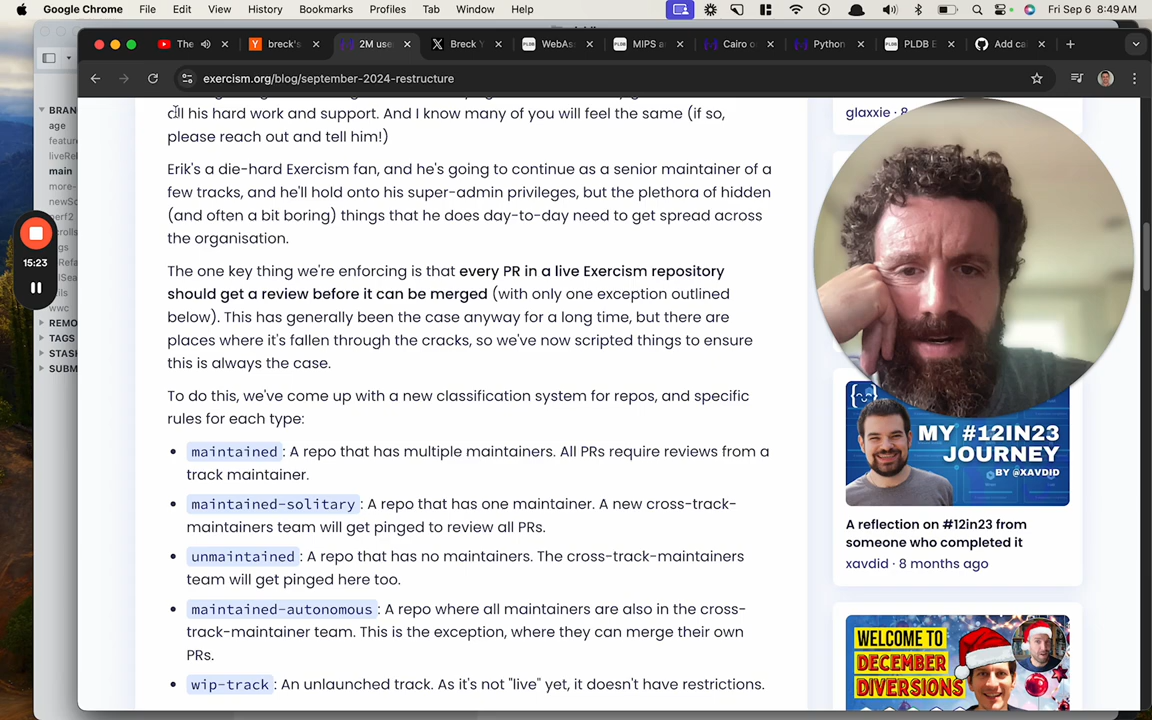 Google Chrome File Edit View History Bookmarks Profiles Tab Window Help Fri Sep 6 8:49 AM
The breck's 2M use Breck Y WebAs MIPS a Cairo o Python PLDB E Add ca
exercism.org/blog/september-2024-restructure
BRAN
age
feature
liveRe
main
more-
newSc
perf2
15:23
wwc
REMO
TAGS
STASH
SUBM
all his hard work and support. And I know many of you will feel the same (if so,
please reach out and tell him!)
Erik's a die-hard Exercism fan, and he's going to continue as a senior maintainer of a
few tracks, and he'll hold onto his super-admin privileges, but the plethora of hidden
(and often a bit boring) things that he does day-to-day need to get spread across
the organisation.
The one key thing we're enforcing is that every PR in a live Exercism repository
should get a review before it can be merged (with only one exception outlined
below). This has generally been the case anyway for a long time, but there are
places where it's fallen through the cracks, so we've now scripted things to ensure
this is always the case.
To do this, we've come up with a new classification system for repos, and specific
rules for each type:
• maintained: A repo that has multiple maintainers. All PRs require reviews from a
track maintainer.
• maintained-solitary: A repo that has one maintainer. A new cross-track-
maintainers team will get pinged to review all PRs.
• unmaintained: A repo that has no maintainers. The cross-track-maintainers
team will get pinged here too.
• maintained-autonomous: A repo where all maintainers are also in the cross-
track-maintainer team. This is the exception, where they can merge their own
PRs.
• wip-track: An unlaunched track. As it's not "live" yet, it doesn't have restrictions.
glaxxie · 8
MY #12IN23
JOURNEY
BY @XAVDID
A reflection on #12in23 from
someone who completed it
xavdid · 8 months ago
WELCOME TO
DECEMBER
DIVERSIONS